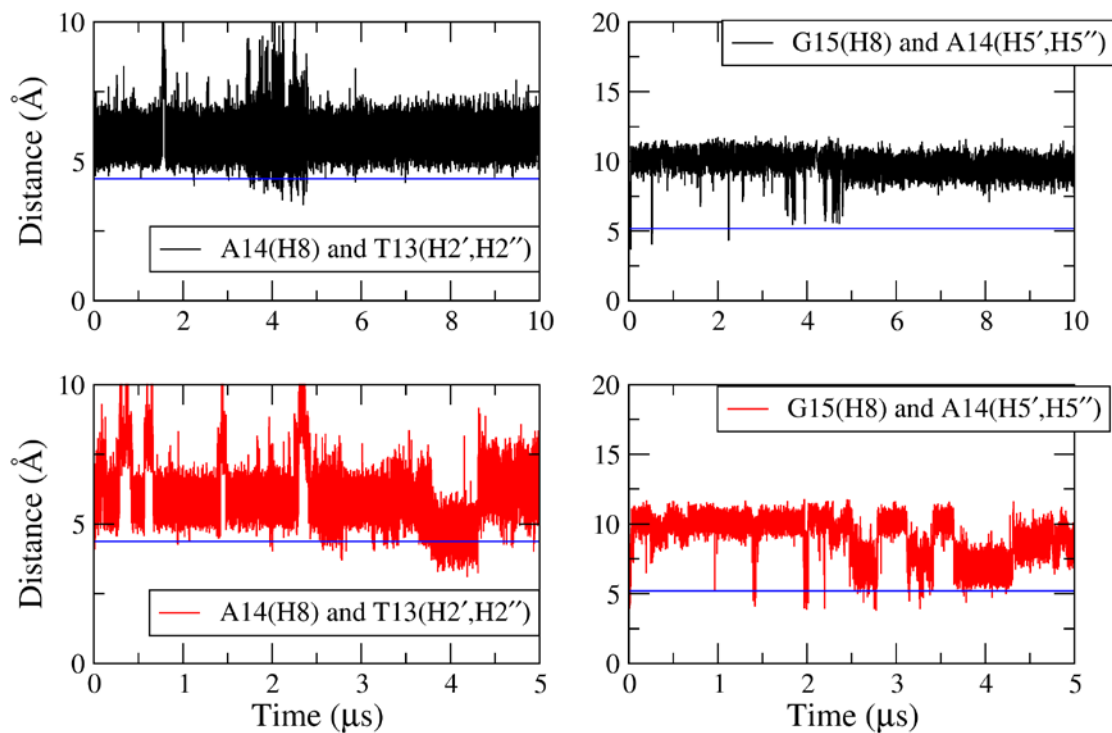 10
5
0
Distance (Å)
A14(H8) and T13(H2′,H2″)
0 2 4 6 8 10
20
15
10
5
0
G15(H8) and A14(H5′,H5″)
0 2 4 6 8 10
10
5
0
Distance (Å)
A14(H8) and T13(H2′,H2″)
0 1 2 3 4 5
Time (μs)
20
15
10
5
0
G15(H8) and A14(H5′,H5″)
0 1 2 3 4 5
Time (μs)